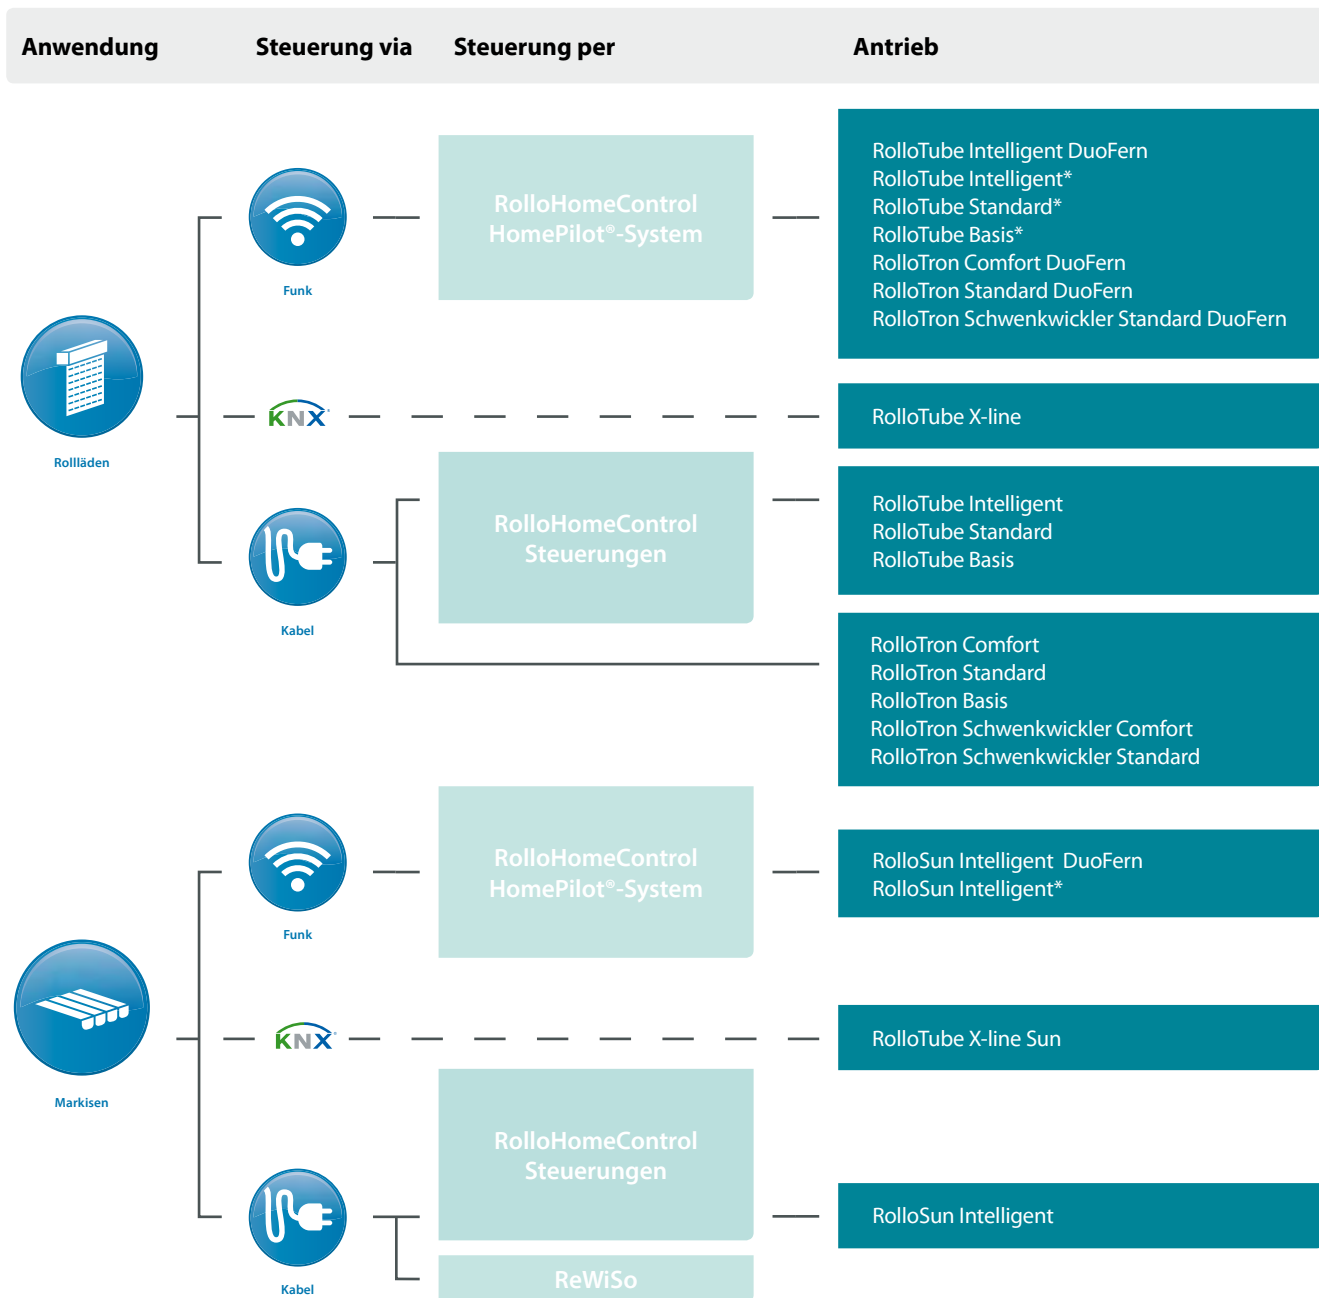 Anwendung Steuerung via Steuerung per Antrieb
RolloHomeControl
HomePilot®-System
Funk
RolloTube Intelligent DuoFern
RolloTube Intelligent*
RolloTube Standard*
RolloTube Basis*
RolloTron Comfort DuoFern
RolloTron Standard DuoFern
RolloTron Schwenkwickler Standard DuoFern
Rollläden
KNX
RolloTube X-line
Kabel
RolloHomeControl
Steuerungen
RolloTube Intelligent
RolloTube Standard
RolloTube Basis
RolloTron Comfort
RolloTron Standard
RolloTron Basis
RolloTron Schwenkwickler Comfort
RolloTron Schwenkwickler Standard
Funk
RolloHomeControl
HomePilot®-System
RolloSun Intelligent DuoFern
RolloSun Intelligent*
Markisen
KNX
RolloTube X-line Sun
Kabel
RolloHomeControl
Steuerungen
RolloSun Intelligent
ReWiSo